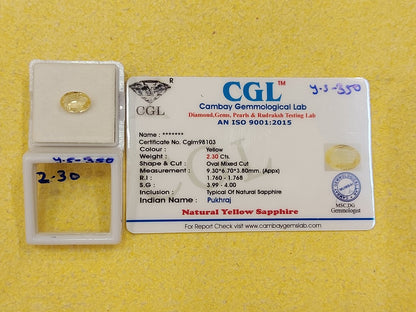 R
CGL
CGL™
Cambay Gemmological Lab
Diamond,Gems, Pearls & Rudraksh Testing Lab
AN ISO 9001:2015
y-s-350
Name : *******
Certificate No.: Cglm98103
Colour : Yellow
Weight : 2.30 Cts.
Shape & Cut : Oval Mixed Cut
Measurement : 9.30*6.70*3.80mm. (Appx)
R.I : 1.760 - 1.768
S.G : 3.99 - 4.00
Inclusion : Typical Of Natural Sapphire
Indian Name : Pukhraj
MSC,DG
Gemmologist
Natural Yellow Sapphire
For Report Check Visit : www.cambaygemslab.com
y-s-350
2.30